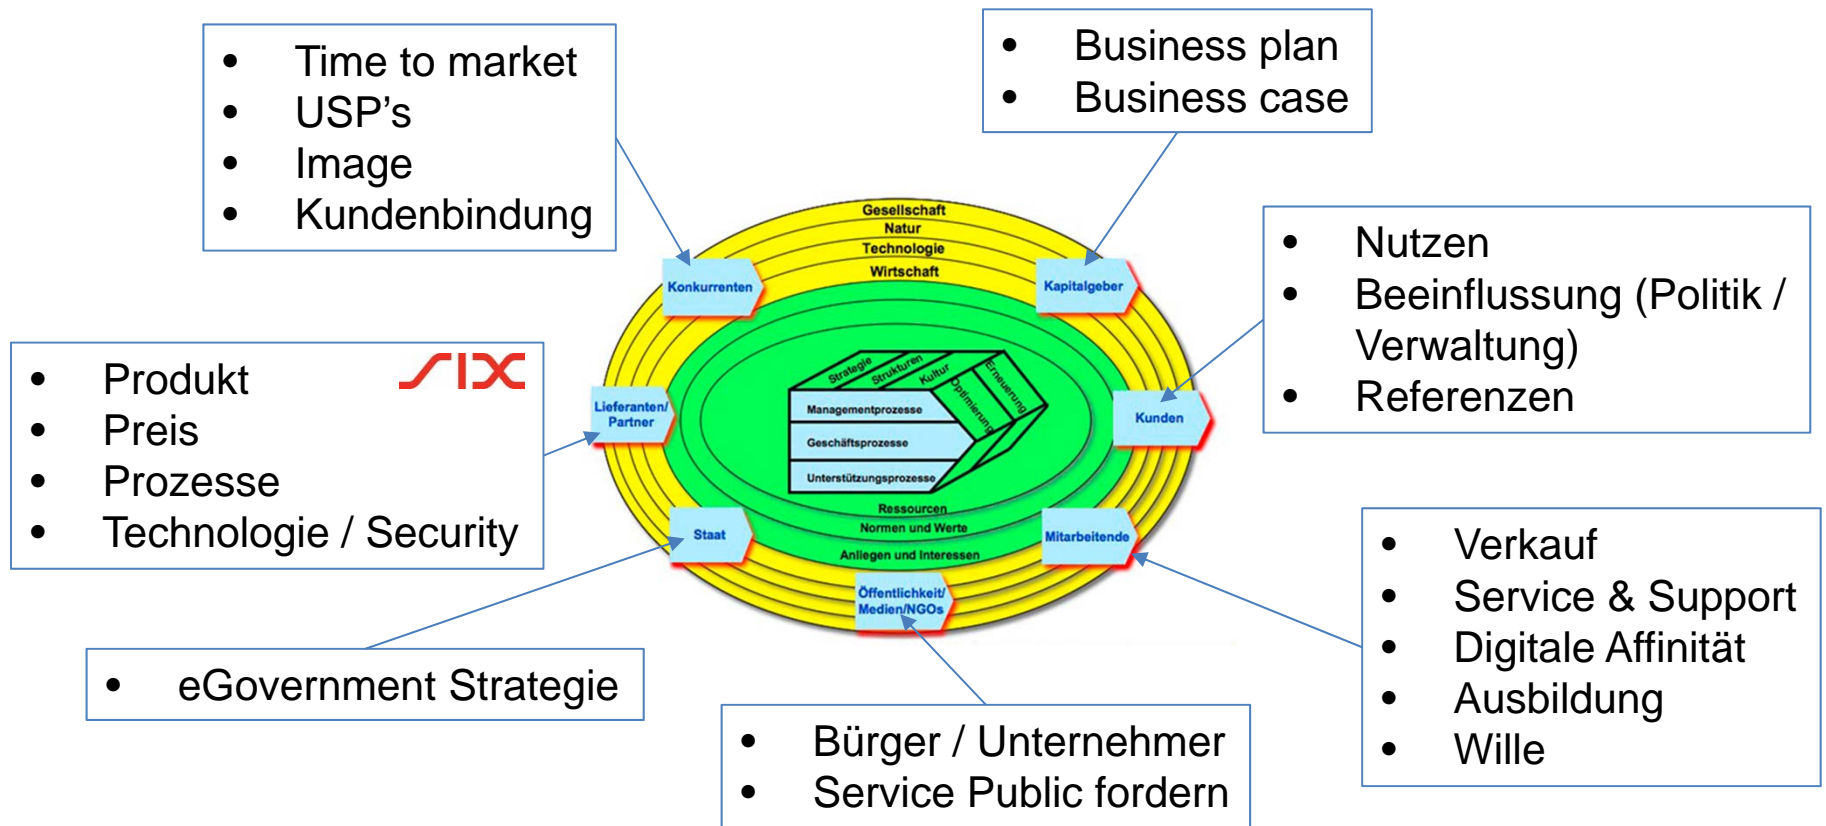 • Time to market
• USP's
• Image
• Kundenbindung
• Business plan
• Business case
Gesellschaft
Natur
Technologie
Wirtschaft
Konkurrenten
Kapitalgeber
• Nutzen
• Beeinflussung (Politik /
Verwaltung)
• Referenzen
• Produkt
SIX
• Preis
• Prozesse
• Technologie / Security
Lieferanten/
Partner
Strategie
Strukturen
Kultur
Optimierung
Erneuerung
Managementprozesse
Geschäftsprozesse
Unterstützungsprozesse
Kunden
Ressourcen
Normen und Werte
Anliegen und Interessen
Staat
Mitarbeitende
Öffentlichkeit/
Medien/NGOs
• Verkauf
• Service & Support
• Digitale Affinität
• Ausbildung
• Wille
• eGovernment Strategie
• Bürger / Unternehmer
• Service Public fordern